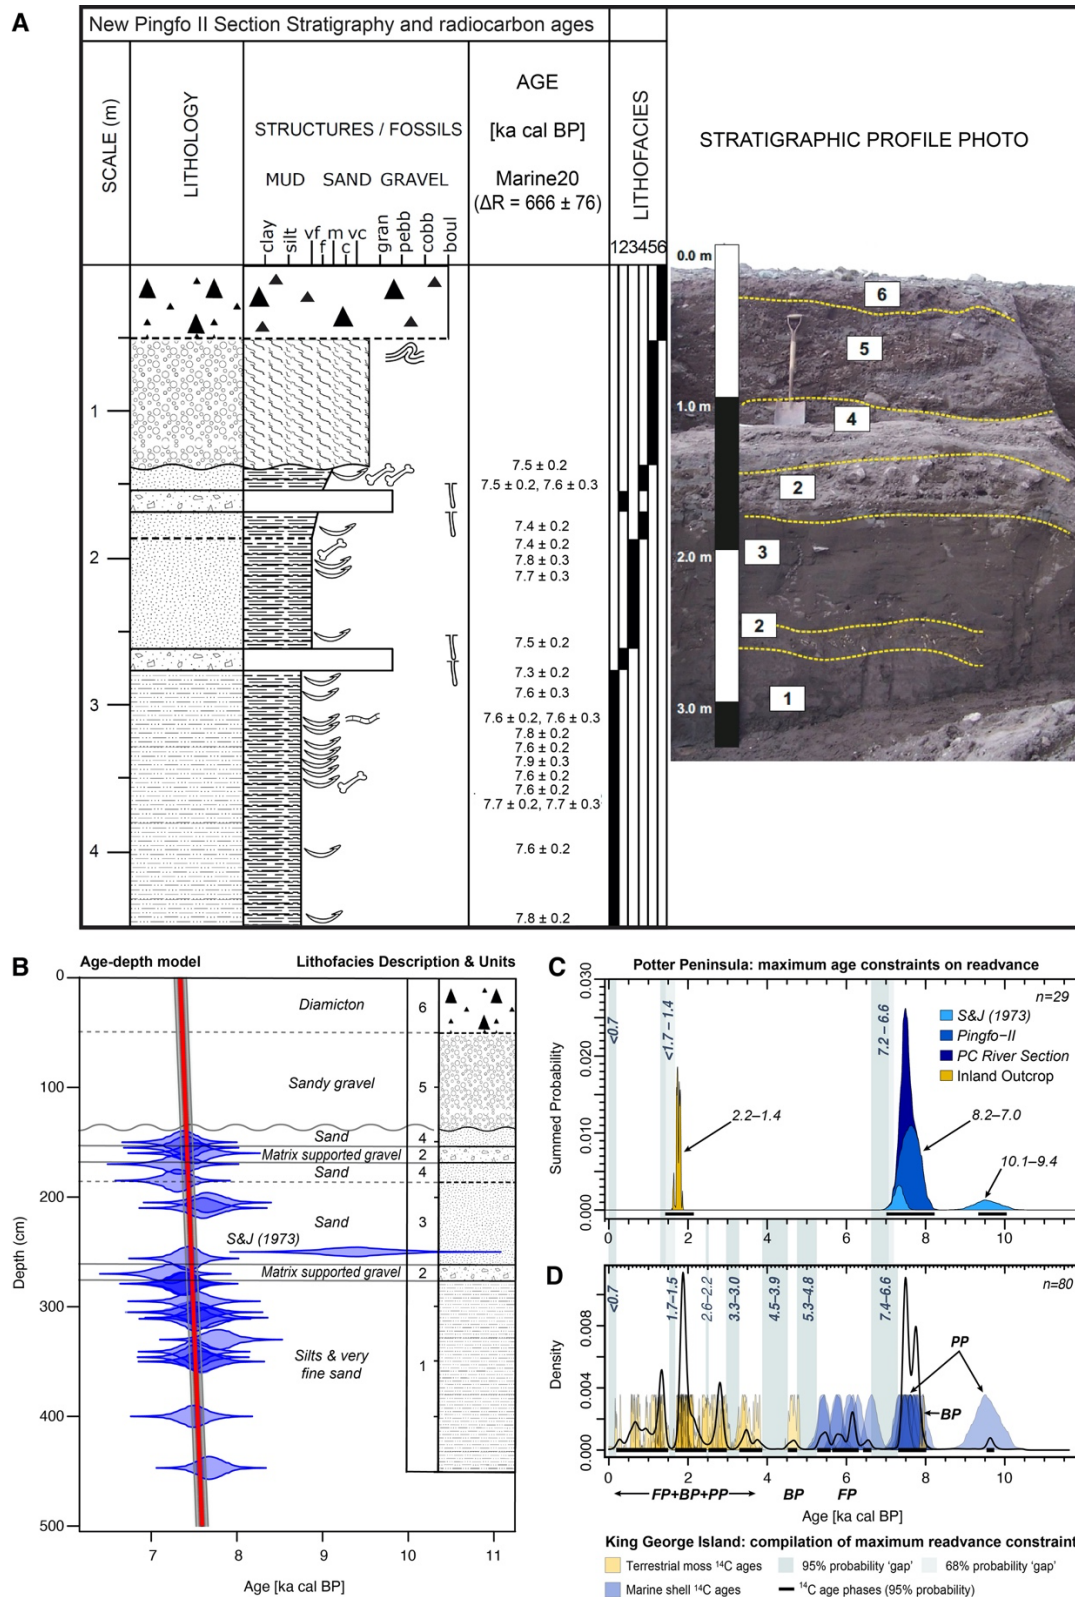 A
New Pingfo II Section Stratigraphy and radiocarbon ages
SCALE (m)
LITHOLOGY
STRUCTURES / FOSSILS
MUD SAND GRAVEL
clay silt vf f m c vc gran pebb cobb boul
AGE
[ka cal BP]
Marine20
(ΔR = 666 ± 76)
LITHOFACIES
123456
STRATIGRAPHIC PROFILE PHOTO
1
2
3
4
7.5 ± 0.2
7.5 ± 0.2, 7.6 ± 0.3
7.4 ± 0.2
7.4 ± 0.2
7.8 ± 0.3
7.7 ± 0.3
7.5 ± 0.2
7.3 ± 0.2
7.6 ± 0.3
7.6 ± 0.2, 7.6 ± 0.3
7.8 ± 0.2
7.6 ± 0.2
7.9 ± 0.3
7.6 ± 0.2
7.6 ± 0.2
7.7 ± 0.2, 7.7 ± 0.3
7.6 ± 0.2
7.8 ± 0.2
0.0 m
1.0 m
2.0 m
3.0 m
6
5
4
2
3
2
1
B
Age-depth model
Lithofacies Description & Units
0
100
200
300
400
500
Depth (cm)
Diamicton 6
Sandy gravel 5
Sand 4
Matrix supported gravel 2
Sand 4
Sand 3
S&J (1973)
Matrix supported gravel 2
Silts & very fine sand 1
7 8 9 10 11
Age [ka cal BP]
C
Potter Peninsula: maximum age constraints on readvance
n=29
Summed Probability
0.030
0.020
0.010
0.000
<0.7
<1.7 – 1.4
7.2 – 6.6
S&J (1973)
Pingfo-II
PC River Section
Inland Outcrop
2.2–1.4
8.2–7.0
10.1–9.4
0 2 4 6 8 10
D
n=80
Density
0.008
0.004
0.000
<0.7
1.7–1.5
2.6–2.2
3.3–3.0
4.5–3.9
5.3–4.8
7.4–6.6
PP
BP
0 2 4 6 8 10
FP+BP+PP BP FP
Age [ka cal BP]
King George Island: compilation of maximum readvance constraint
Terrestrial moss ¹⁴C ages
95% probability 'gap'
68% probability 'gap'
Marine shell ¹⁴C ages
¹⁴C age phases (95% probability)